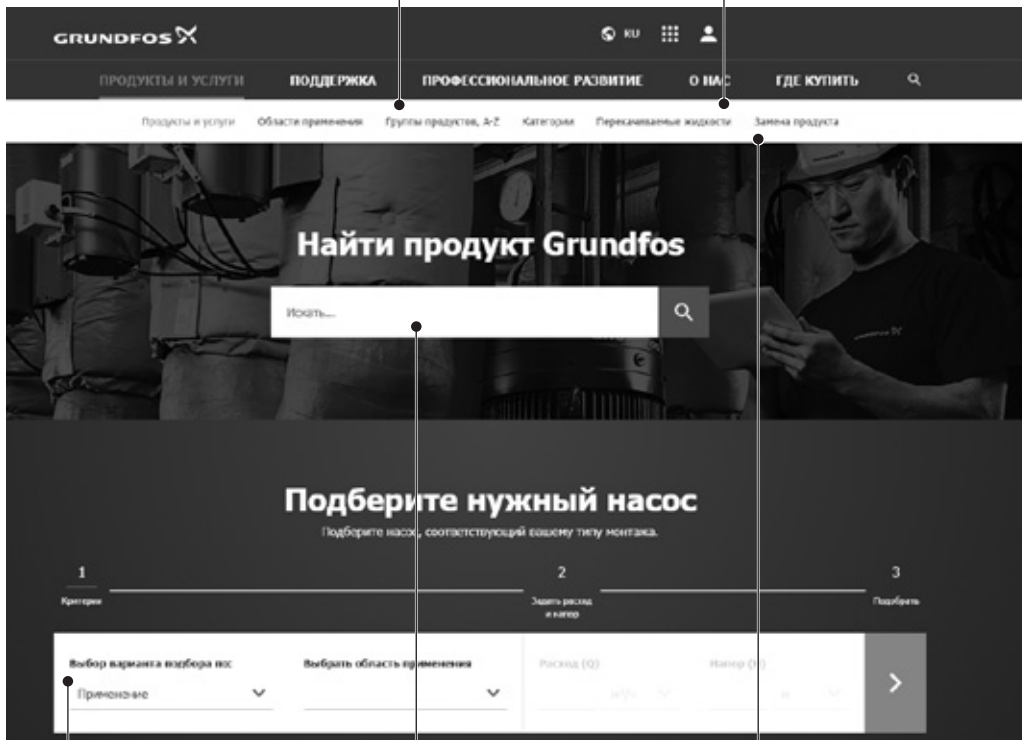 GRUNDFOS
RU
ПРОДУКТЫ И УСЛУГИ ПОДДЕРЖКА ПРОФЕССИОНАЛЬНОЕ РАЗВИТИЕ О НАС ГДЕ КУПИТЬ
Продукты и услуги Области применения Группы продуктов, A-Z Категории Перекачиваемые жидкости Замена продукта
Найти продукт Grundfos
Искать...
Подберите нужный насос
Подберите насос, соответствующий вашему типу монтажа.
1 2 3
Критерии Задать расход Подобрать
и напор
Выбор варианта подбора по: Выбрать область применения Расход (Q) Напор (H)
Применение м³/ч м